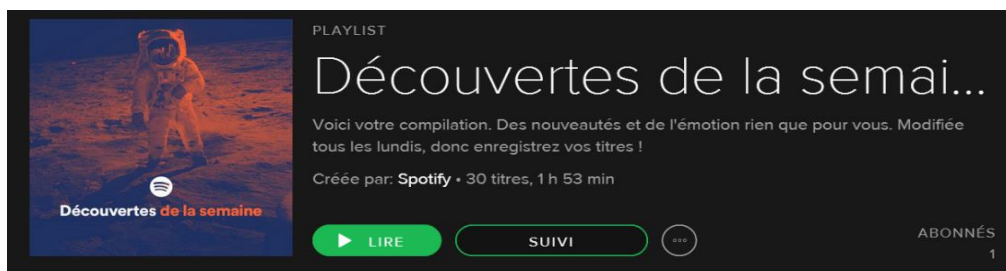 PLAYLIST
Découvertes de la semai...
Voici votre compilation. Des nouveautés et de l'émotion rien que pour vous. Modifiée
tous les lundis, donc enregistrez vos titres !
Créée par: Spotify • 30 titres, 1 h 53 min
Découvertes de la semaine
LIRE
SUIVI
ABONNÉS
1